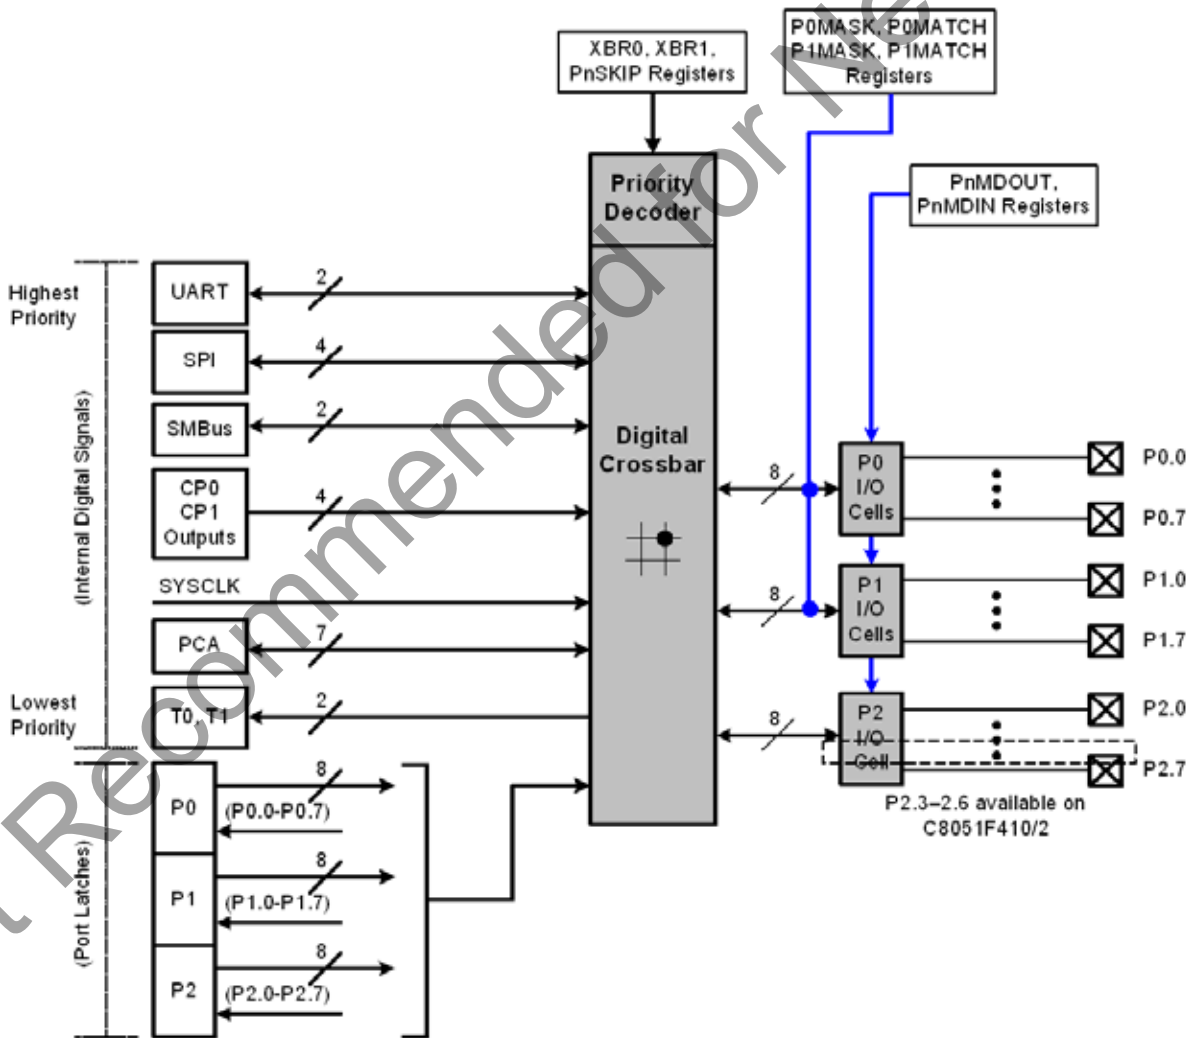 XBR0, XBR1,
PnSKIP Registers
P0MASK, P0MATCH
P1MASK, P1MATCH
Registers
Priority
Decoder
PnMDOUT,
PnMDIN Registers
Highest
Priority
UART
2
SPI
4
SMBus
2
(Internal Digital Signals)
CP0
CP1
Outputs
4
SYSCLK
PCA
7
Lowest
Priority
T0, T1
2
Digital
Crossbar
8
P0
I/O
Cells
P0.0
P0.7
8
P1
I/O
Cells
P1.0
P1.7
8
P2
I/O
Cell
P2.0
P2.7
P2.3–2.6 available on
C8051F410/2
(Port Latches)
P0
8
(P0.0-P0.7)
P1
8
(P1.0-P1.7)
P2
8
(P2.0-P2.7)
Recommended for Ne